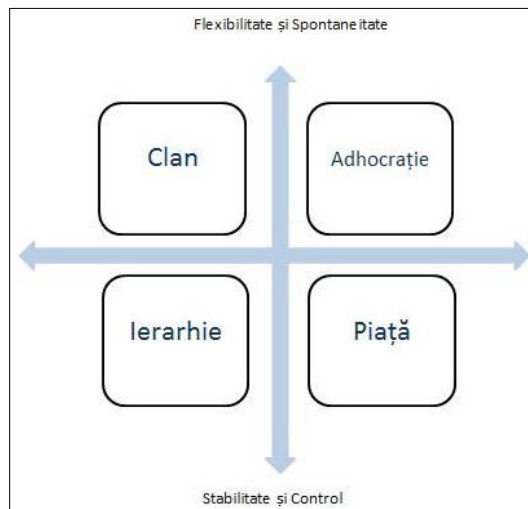 Flexibilitate și Spontaneitate
Clan
Adhocrație
Ierarhie
Piață
Stabilitate și Control